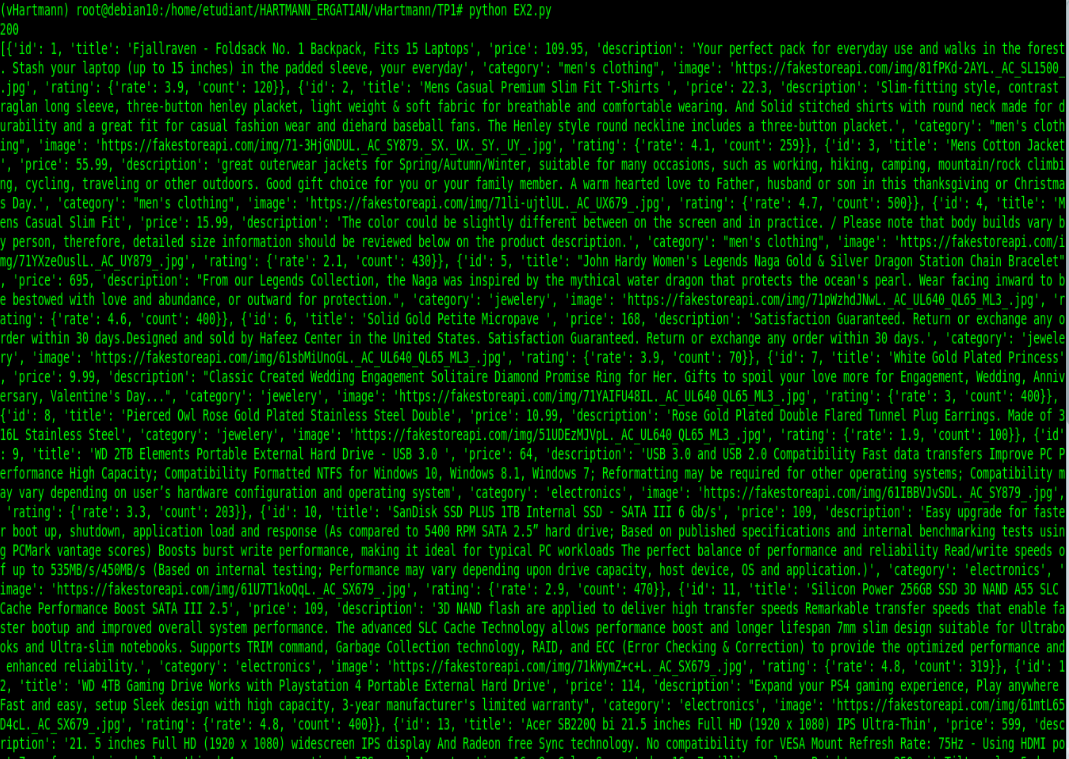 (vHartmann) root@debian10:/home/etudiant/HARTMANN_ERGATIAN/vHartmann/TP1# python EX2.py
200
[{'id': 1, 'title': 'Fjallraven - Foldsack No. 1 Backpack, Fits 15 Laptops', 'price': 109.95, 'description': 'Your perfect pack for everyday use and walks in the forest
. Stash your laptop (up to 15 inches) in the padded sleeve, your everyday', 'category': "men's clothing", 'image': 'https://fakestoreapi.com/img/81fPKd-2AYL._AC_SL1500_
.jpg', 'rating': {'rate': 3.9, 'count': 120}}, {'id': 2, 'title': 'Mens Casual Premium Slim Fit T-Shirts ', 'price': 22.3, 'description': 'Slim-fitting style, contrast
raglan long sleeve, three-button henley placket, light weight & soft fabric for breathable and comfortable wearing. And Solid stitched shirts with round neck made for d
urability and a great fit for casual fashion wear and diehard baseball fans. The Henley style round neckline includes a three-button placket.', 'category': "men's cloth
ing", 'image': 'https://fakestoreapi.com/img/71-3HjGNDUL._AC_SY879._SX._UX._SY._UY_.jpg', 'rating': {'rate': 4.1, 'count': 259}}, {'id': 3, 'title': 'Mens Cotton Jacket
', 'price': 55.99, 'description': 'great outerwear jackets for Spring/Autumn/Winter, suitable for many occasions, such as working, hiking, camping, mountain/rock climbi
ng, cycling, traveling or other outdoors. Good gift choice for you or your family member. A warm hearted love to Father, husband or son in this thanksgiving or Christma
s Day.', 'category': "men's clothing", 'image': 'https://fakestoreapi.com/img/71li-ujtlUL._AC_UX679_.jpg', 'rating': {'rate': 4.7, 'count': 500}}, {'id': 4, 'title': 'M
ens Casual Slim Fit', 'price': 15.99, 'description': 'The color could be slightly different between on the screen and in practice. / Please note that body builds vary b
y person, therefore, detailed size information should be reviewed below on the product description.', 'category': "men's clothing", 'image': 'https://fakestoreapi.com/i
mg/71YXzeOuslL._AC_UY879_.jpg', 'rating': {'rate': 2.1, 'count': 430}}, {'id': 5, 'title': "John Hardy Women's Legends Naga Gold & Silver Dragon Station Chain Bracelet"
, 'price': 695, 'description': "From our Legends Collection, the Naga was inspired by the mythical water dragon that protects the ocean's pearl. Wear facing inward to b
e bestowed with love and abundance, or outward for protection.", 'category': 'jewelery', 'image': 'https://fakestoreapi.com/img/71pWzhdJNwL._AC_UL640_QL65_ML3_.jpg', 'r
ating': {'rate': 4.6, 'count': 400}}, {'id': 6, 'title': 'Solid Gold Petite Micropave ', 'price': 168, 'description': 'Satisfaction Guaranteed. Return or exchange any o
rder within 30 days.Designed and sold by Hafeez Center in the United States. Satisfaction Guaranteed. Return or exchange any order within 30 days.', 'category': 'jewele
ry', 'image': 'https://fakestoreapi.com/img/61sbMiUnoGL._AC_UL640_QL65_ML3_.jpg', 'rating': {'rate': 3.9, 'count': 70}}, {'id': 7, 'title': 'White Gold Plated Princess'
, 'price': 9.99, 'description': "Classic Created Wedding Engagement Solitaire Diamond Promise Ring for Her. Gifts to spoil your love more for Engagement, Wedding, Anniv
ersary, Valentine's Day...", 'category': 'jewelery', 'image': 'https://fakestoreapi.com/img/71YAIFU48IL._AC_UL640_QL65_ML3_.jpg', 'rating': {'rate': 3, 'count': 400}},
{'id': 8, 'title': 'Pierced Owl Rose Gold Plated Stainless Steel Double', 'price': 10.99, 'description': 'Rose Gold Plated Double Flared Tunnel Plug Earrings. Made of 3
16L Stainless Steel', 'category': 'jewelery', 'image': 'https://fakestoreapi.com/img/51UDEzMJVpL._AC_UL640_QL65_ML3_.jpg', 'rating': {'rate': 1.9, 'count': 100}}, {'id'
: 9, 'title': 'WD 2TB Elements Portable External Hard Drive - USB 3.0 ', 'price': 64, 'description': 'USB 3.0 and USB 2.0 Compatibility Fast data transfers Improve PC P
erformance High Capacity; Compatibility Formatted NTFS for Windows 10, Windows 8.1, Windows 7; Reformatting may be required for other operating systems; Compatibility m
ay vary depending on user’s hardware configuration and operating system', 'category': 'electronics', 'image': 'https://fakestoreapi.com/img/61IBBVJvSDL._AC_SY879_.jpg',
'rating': {'rate': 3.3, 'count': 203}}, {'id': 10, 'title': 'SanDisk SSD PLUS 1TB Internal SSD - SATA III 6 Gb/s', 'price': 109, 'description': 'Easy upgrade for faste
r boot up, shutdown, application load and response (As compared to 5400 RPM SATA 2.5” hard drive; Based on published specifications and internal benchmarking tests usin
g PCMark vantage scores) Boosts burst write performance, making it ideal for typical PC workloads The perfect balance of performance and reliability Read/write speeds o
f up to 535MB/s/450MB/s (Based on internal testing; Performance may vary depending upon drive capacity, host device, OS and application.)', 'category': 'electronics', '
image': 'https://fakestoreapi.com/img/61U7T1koQqL._AC_SX679_.jpg', 'rating': {'rate': 2.9, 'count': 470}}, {'id': 11, 'title': 'Silicon Power 256GB SSD 3D NAND A55 SLC
Cache Performance Boost SATA III 2.5', 'price': 109, 'description': '3D NAND flash are applied to deliver high transfer speeds Remarkable transfer speeds that enable fa
ster bootup and improved overall system performance. The advanced SLC Cache Technology allows performance boost and longer lifespan 7mm slim design suitable for Ultrabo
oks and Ultra-slim notebooks. Supports TRIM command, Garbage Collection technology, RAID, and ECC (Error Checking & Correction) to provide the optimized performance and
enhanced reliability.', 'category': 'electronics', 'image': 'https://fakestoreapi.com/img/71kWymZ+c+L._AC_SX679_.jpg', 'rating': {'rate': 4.8, 'count': 319}}, {'id': 1
2, 'title': 'WD 4TB Gaming Drive Works with Playstation 4 Portable External Hard Drive', 'price': 114, 'description': "Expand your PS4 gaming experience, Play anywhere
Fast and easy, setup Sleek design with high capacity, 3-year manufacturer's limited warranty", 'category': 'electronics', 'image': 'https://fakestoreapi.com/img/61mtL65
D4cL._AC_SX679_.jpg', 'rating': {'rate': 4.8, 'count': 400}}, {'id': 13, 'title': 'Acer SB220Q bi 21.5 inches Full HD (1920 x 1080) IPS Ultra-Thin', 'price': 599, 'desc
ription': '21. 5 inches Full HD (1920 x 1080) widescreen IPS display And Radeon free Sync technology. No compatibility for VESA Mount Refresh Rate: 75Hz - Using HDMI po